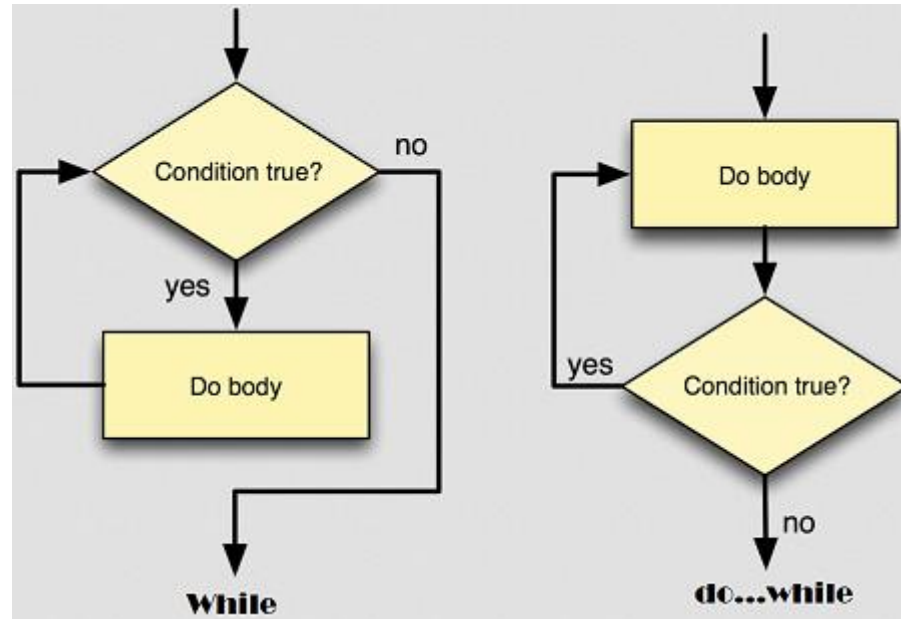 Condition true?
no
yes
Do body
While
Do body
yes
Condition true?
no
do...while